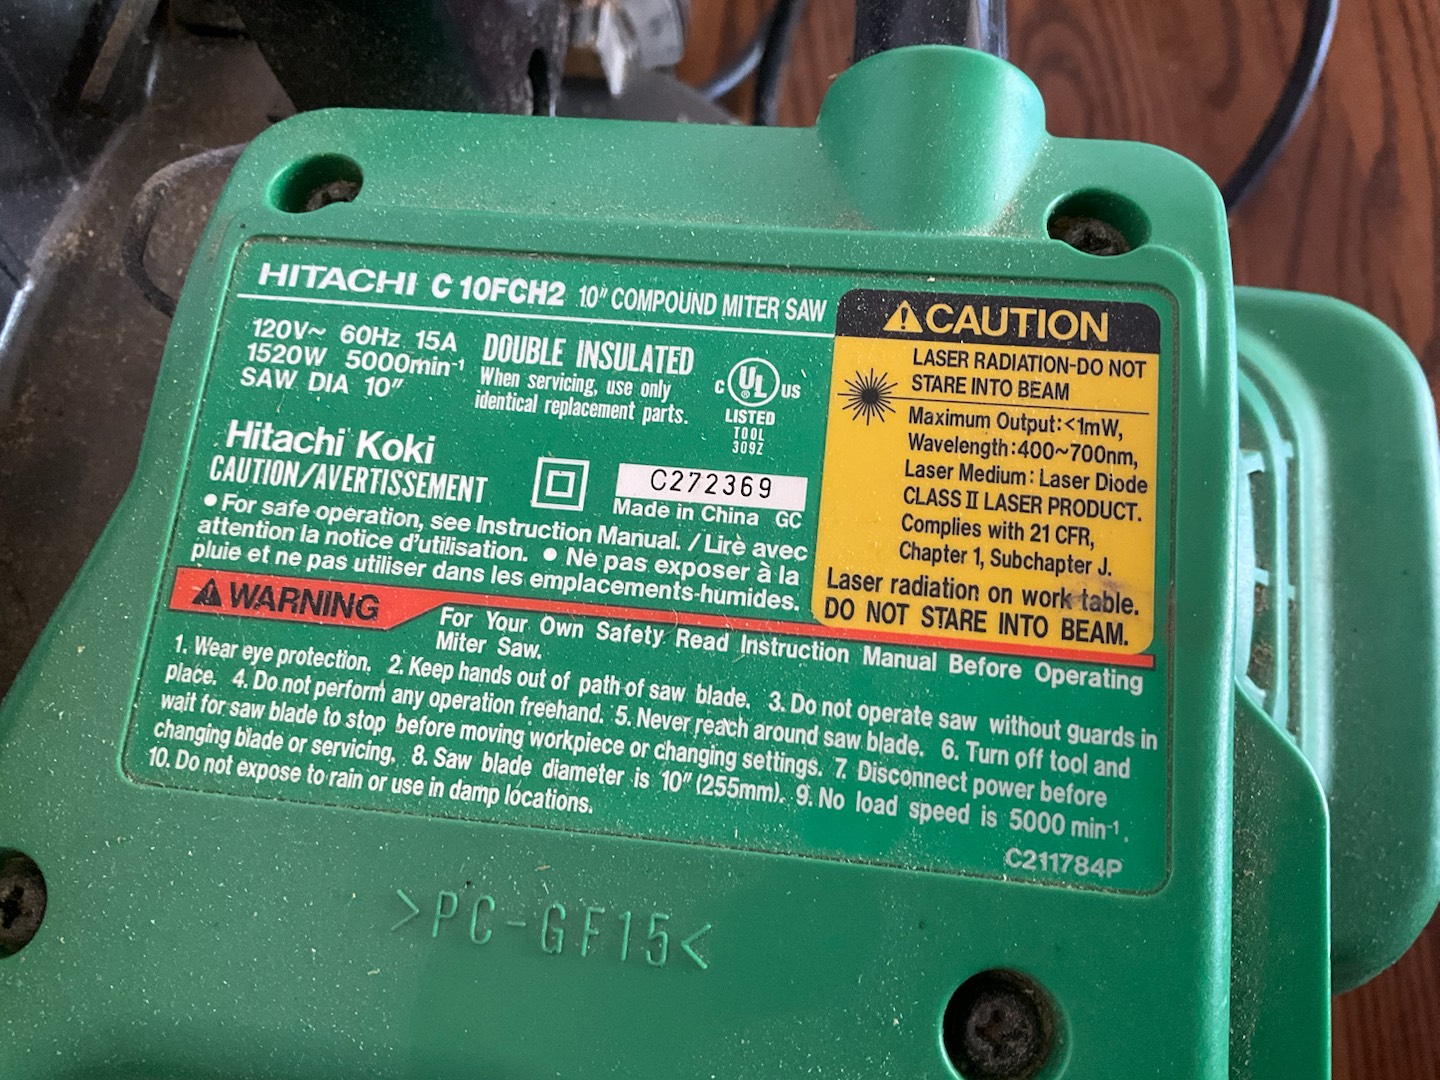 HITACHI C 10FCH2 10" COMPOUND MITER SAW
120V~ 60Hz 15A
1520W 5000min⁻¹
SAW DIA 10"
DOUBLE INSULATED
When servicing, use only
identical replacement parts.
C UL ® US
LISTED
TOOL
309Z
Hitachi Koki
CAUTION/AVERTISSEMENT
C272369
Made in China GC
● For safe operation, see Instruction Manual. / Lire avec
attention la notice d'utilisation. ● Ne pas exposer à la
pluie et ne pas utiliser dans les emplacements-humides.
CAUTION
LASER RADIATION-DO NOT
STARE INTO BEAM
Maximum Output:<1mW,
Wavelength:400~700nm,
Laser Medium: Laser Diode
CLASS II LASER PRODUCT.
Complies with 21 CFR,
Chapter 1, Subchapter J.
Laser radiation on work table.
DO NOT STARE INTO BEAM.
WARNING
For Your Own Safety Read Instruction Manual Before Operating
Miter Saw.
1. Wear eye protection. 2. Keep hands out of path of saw blade. 3. Do not operate saw without guards in
place. 4. Do not perform any operation freehand. 5. Never reach around saw blade. 6. Turn off tool and
wait for saw blade to stop before moving workpiece or changing settings. 7. Disconnect power before
changing blade or servicing. 8. Saw blade diameter is 10" (255mm). 9. No load speed is 5000 min⁻¹.
10. Do not expose to rain or use in damp locations.
C211784P
>PC-GF15<